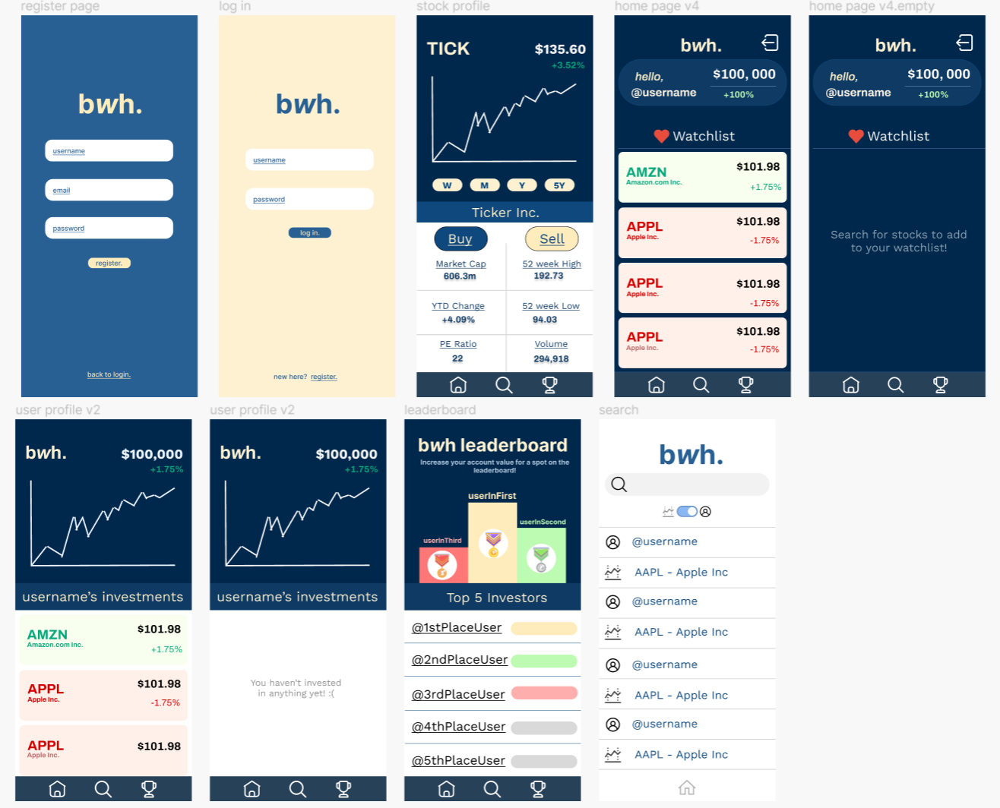 register page
bwh.
username
email
password
register.
back to login.
log in
bwh.
username
password
log in.
new here? register.
stock profile
TICK
$135.60
+3.52%
W M Y 5Y
Ticker Inc.
Buy Sell
Market Cap 52 week High
606.3m 192.73
YTD Change 52 week Low
+4.09% 94.03
PE Ratio Volume
22 294,918
home page v4
bwh.
hello, $100, 000
@username +100%
Watchlist
AMZN $101.98
Amazon.com Inc. +1.75%
APPL $101.98
Apple Inc. -1.75%
APPL $101.98
Apple Inc. -1.75%
APPL $101.98
Apple Inc. -1.75%
home page v4.empty
bwh.
hello, $100, 000
@username +100%
Watchlist
Search for stocks to add
to your watchlist!
user profile v2
bwh. $100,000
+1.75%
username's investments
AMZN $101.98
Amazon.com Inc. +1.75%
APPL $101.98
Apple Inc. -1.75%
APPL $101.98
Apple Inc.
user profile v2
bwh. $100,000
+1.75%
username's investments
You haven't invested
in anything yet! :(
leaderboard
bwh leaderboard
Increase your account value for a spot on the
leaderboard!
userInFirst
userInSecond
userInThird
Top 5 Investors
@1stPlaceUser
@2ndPlaceUser
@3rdPlaceUser
@4thPlaceUser
@5thPlaceUser
search
bwh.
@username
AAPL - Apple Inc
@username
AAPL - Apple Inc
@username
AAPL - Apple Inc
@username
AAPL - Apple Inc